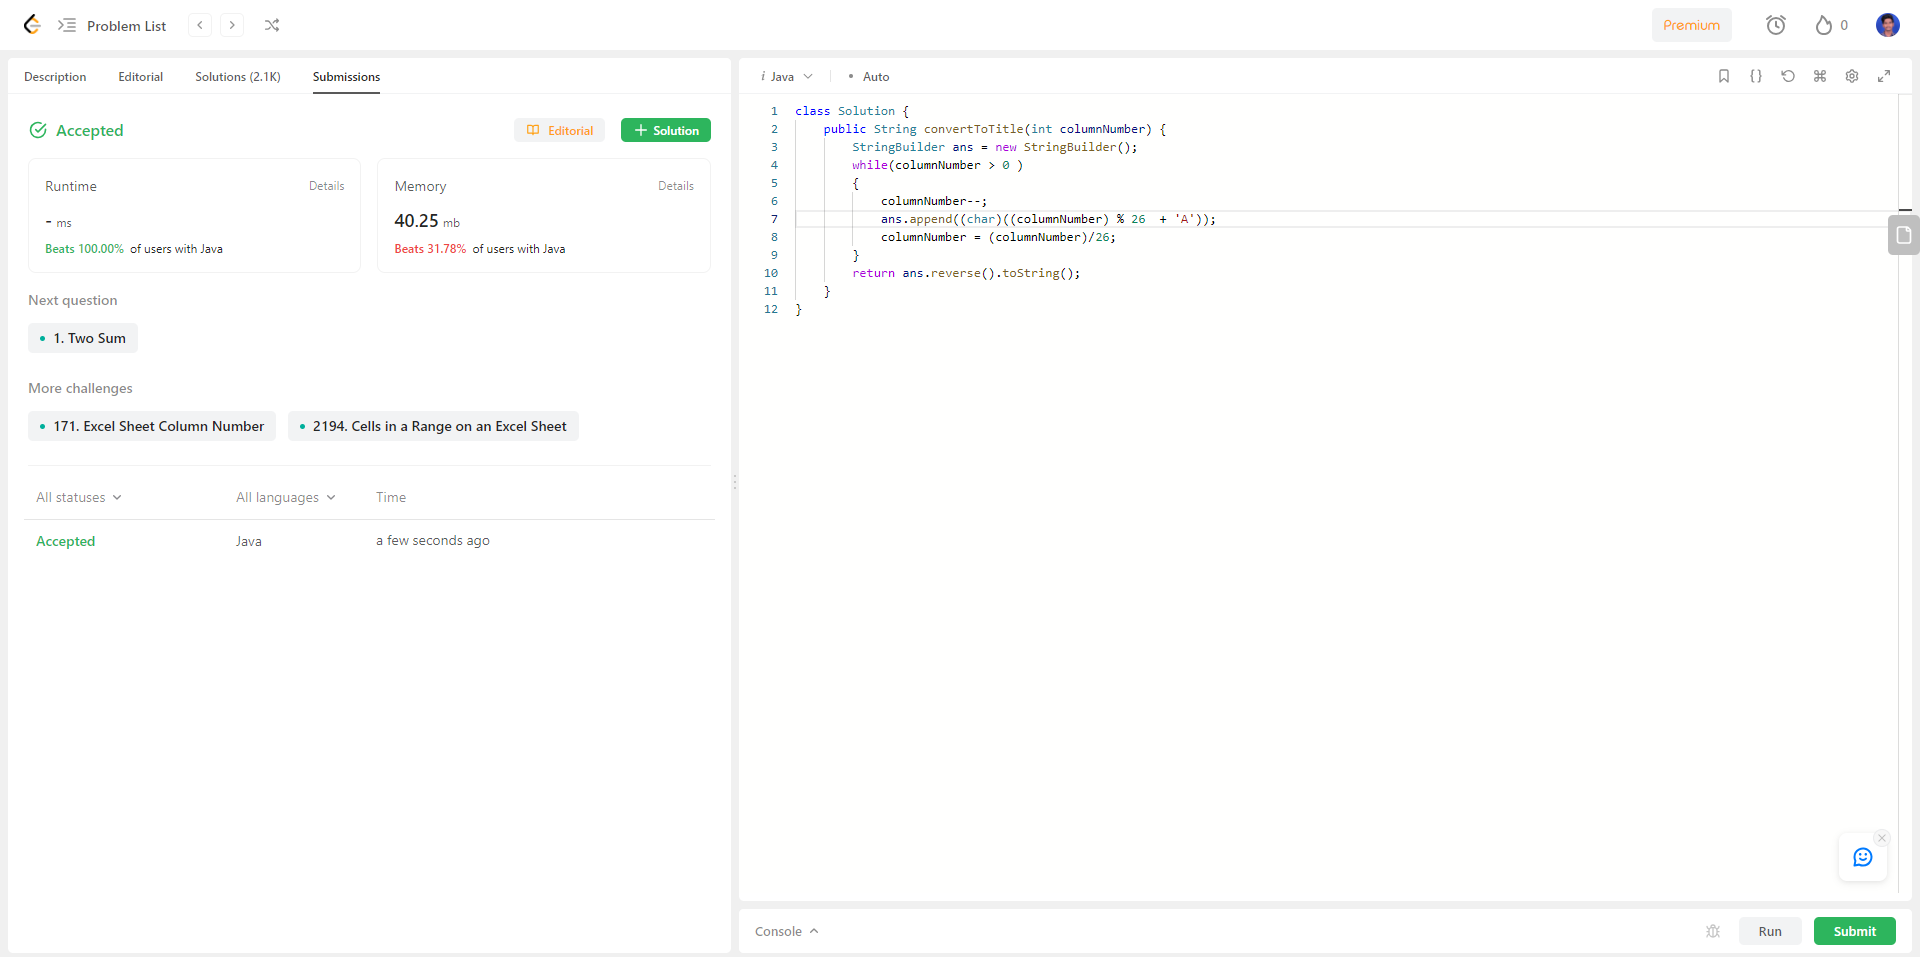 Problem List
Premium
0
Description Editorial Solutions (2.1K) Submissions
Accepted
Editorial
Solution
Runtime Details
- ms
Beats 100.00% of users with Java
Memory Details
40.25 mb
Beats 31.78% of users with Java
Next question
1. Two Sum
More challenges
171. Excel Sheet Column Number
2194. Cells in a Range on an Excel Sheet
All statuses All languages Time
Accepted Java a few seconds ago
i Java • Auto
1 class Solution {
2     public String convertToTitle(int columnNumber) {
3         StringBuilder ans = new StringBuilder();
4         while(columnNumber > 0 )
5         {
6             columnNumber--;
7             ans.append((char)((columnNumber) % 26  + 'A'));
8             columnNumber = (columnNumber)/26;
9         }
10         return ans.reverse().toString();
11     }
12 }
Console
Run
Submit